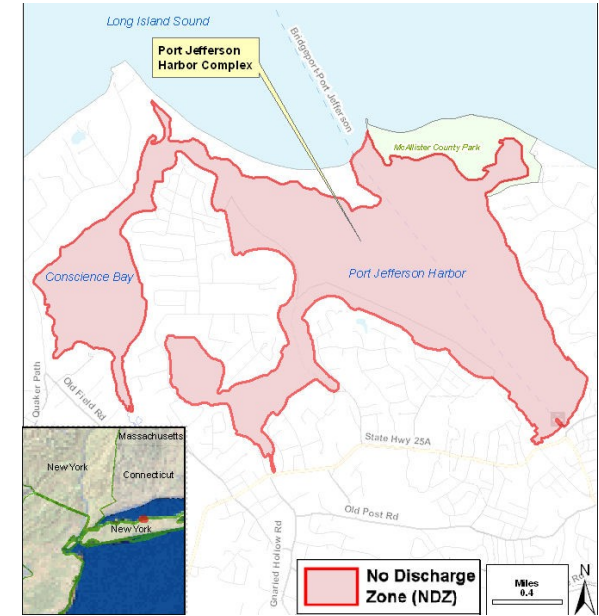 Long Island Sound
Port Jefferson
Harbor Complex
Bridgeport-Port Jefferson
McAllister County Park
Conscience Bay
Port Jefferson Harbor
Quaker Path
Old Field Rd
State Hwy 25A
Massachusetts
New York
Connecticut
New York
Old Post Rd
Gnarled Hollow Rd
Rd
No Discharge
Zone (NDZ)
Miles
0.4
N